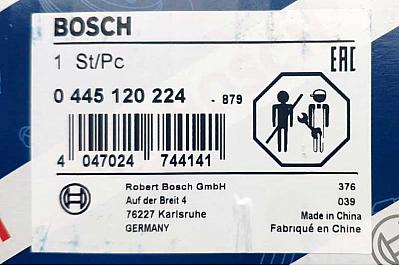 BOSCH
1 St/Pc
EAC
0 445 120 224 - 879
4 047024 744141
Robert Bosch GmbH 376
Auf der Breit 4 039
76227 Karlsruhe Made in China
GERMANY Fabriqué en Chine